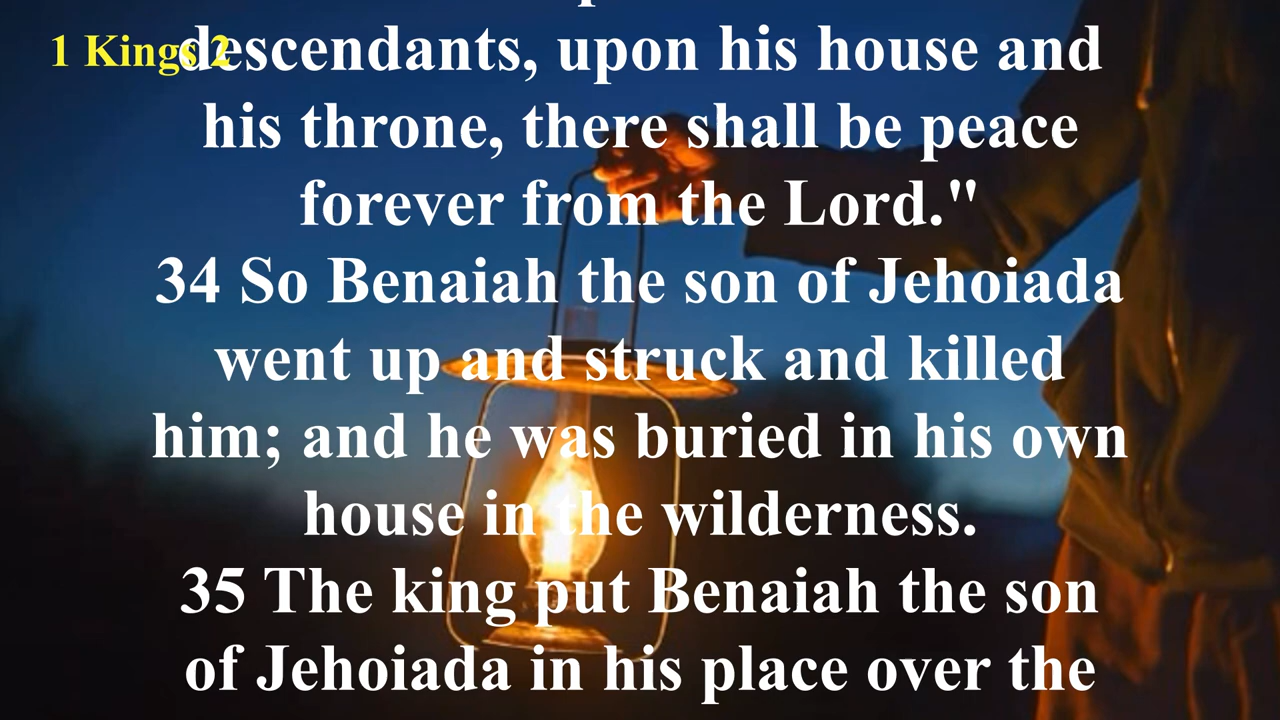 1 Kings 2
descendants, upon his house and
his throne, there shall be peace
forever from the Lord."
34 So Benaiah the son of Jehoiada
went up and struck and killed
him; and he was buried in his own
house in the wilderness.
35 The king put Benaiah the son
of Jehoiada in his place over the